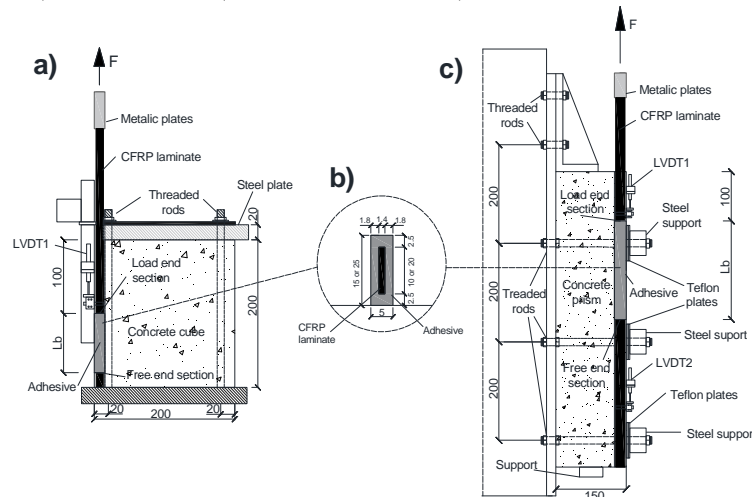 a)
F
Metalic plates
CFRP laminate
Threaded
rods
Steel plate
20
LVDT1
100
Load end
section
Concrete cube
200
Lb
Adhesive
Free end section
20
20
200
b)
1.8
1.4
1.8
15 or 25
2.5
10 or 20
2.5
CFRP
laminate
5
Adhesive
c)
F
Metalic plates
Threaded
rods
CFRP laminate
LVDT1
200
Load end
section
100
Steel
support
200
Concrete
prism
Lb
Adhesive
Teflon
plates
Treaded
rods
Steel suport
Free end
section
200
LVDT2
Teflon plates
Steel support
Support
150